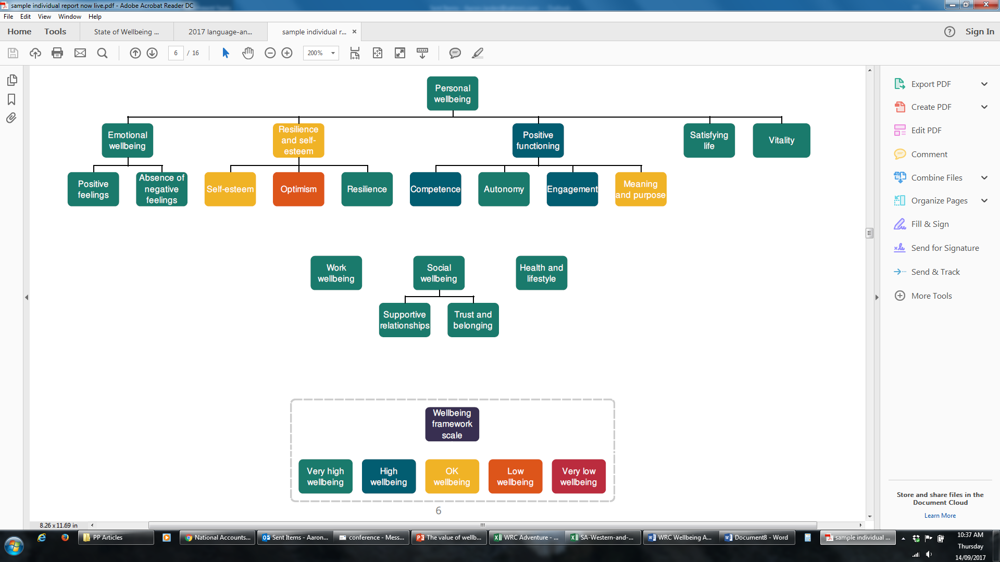 sample individual report now live.pdf - Adobe Acrobat Reader DC
File Edit View Window Help
Home Tools State of Wellbeing ... 2017 language-an... sample individual r... ×
Sign In
6 / 16 200%
Personal
wellbeing
Emotional
wellbeing
Resilience
and self-
esteem
Positive
functioning
Satisfying
life
Vitality
Positive
feelings
Absence of
negative
feelings
Self-esteem
Optimism
Resilience
Competence
Autonomy
Engagement
Meaning
and purpose
Work
wellbeing
Social
wellbeing
Health and
lifestyle
Supportive
relationships
Trust and
belonging
Wellbeing
framework
scale
Very high
wellbeing
High
wellbeing
OK
wellbeing
Low
wellbeing
Very low
wellbeing
6
8.26 x 11.69 in
Export PDF
Create PDF
Edit PDF
Comment
Combine Files
Organize Pages
Fill & Sign
Send for Signature
Send & Track
More Tools
Store and share files in the
Document Cloud
Learn More
PP Articles
National Accounts...
Sent Items - Aaron...
conference - Mess...
The value of wellb...
WRC Adventure - ...
SA-Western-and-...
WRC Wellbeing A...
Document8 - Word
sample individual ...
10:37 AM
Thursday
14/09/2017